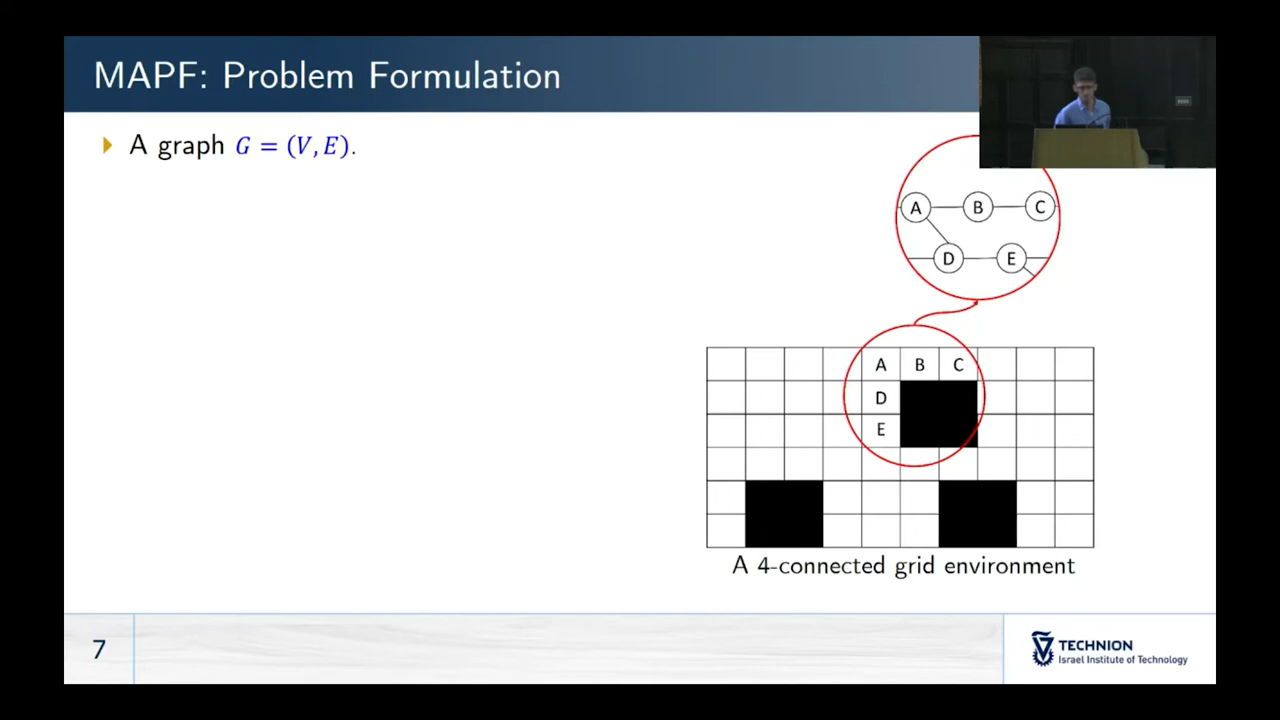 MAPF: Problem Formulation
A graph G = (V, E).
A B C
D E
A B C
D
E
A 4-connected grid environment
7
TECHNION
Israel Institute of Technology